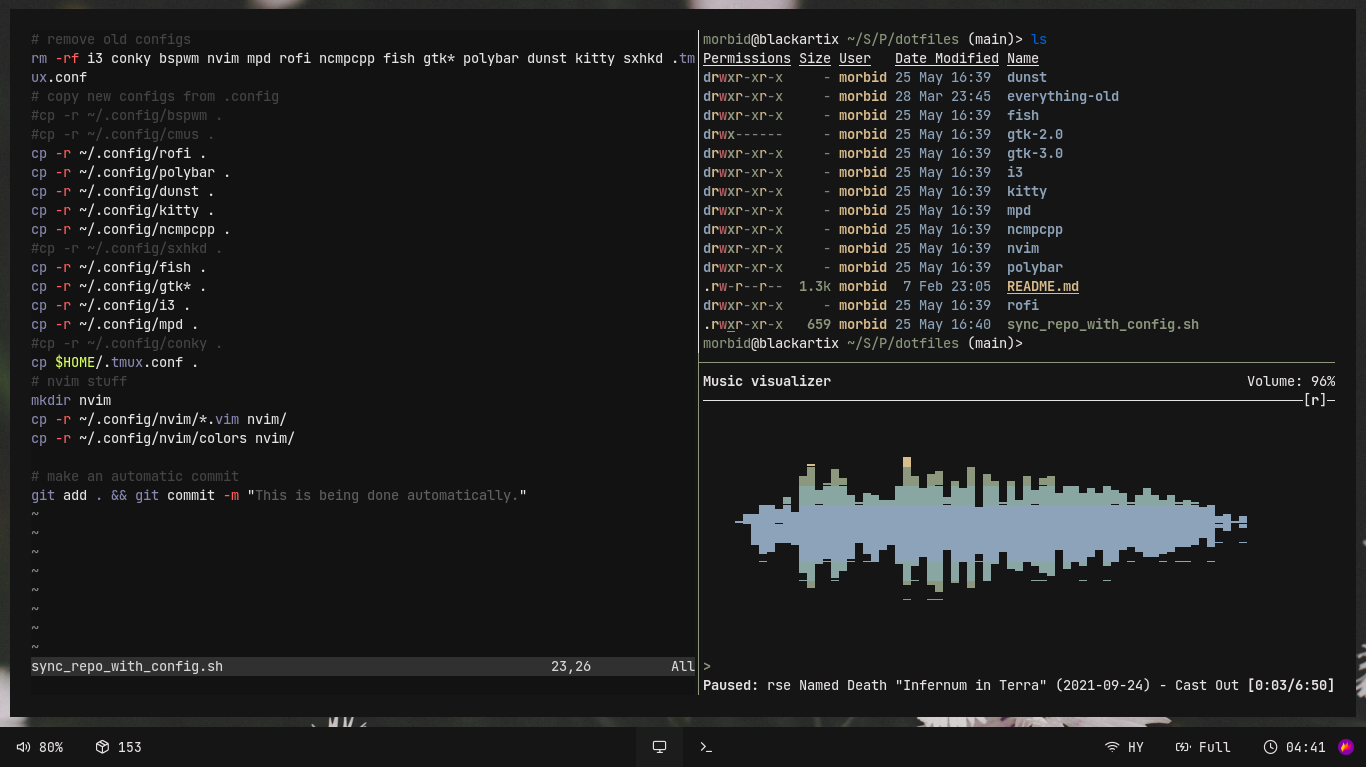 # remove old configs
rm -rf i3 conky bspwm nvim mpd rofi ncmpcpp fish gtk* polybar dunst kitty sxhkd .tm
ux.conf
# copy new configs from .config
#cp -r ~/.config/bspwm .
#cp -r ~/.config/cmus .
cp -r ~/.config/rofi .
cp -r ~/.config/polybar .
cp -r ~/.config/dunst .
cp -r ~/.config/kitty .
cp -r ~/.config/ncmpcpp .
#cp -r ~/.config/sxhkd .
cp -r ~/.config/fish .
cp -r ~/.config/gtk* .
cp -r ~/.config/i3 .
cp -r ~/.config/mpd .
#cp -r ~/.config/conky .
cp $HOME/.tmux.conf .
# nvim stuff
mkdir nvim
cp -r ~/.config/nvim/*.vim nvim/
cp -r ~/.config/nvim/colors nvim/
# make an automatic commit
git add . && git commit -m "This is being done automatically."
~
~
~
~
~
~
~
~
sync_repo_with_config.sh 23,26 All
morbid@blackartix ~/S/P/dotfiles (main)> ls
Permissions Size User Date Modified Name
drwxr-xr-x - morbid 25 May 16:39 dunst
drwxr-xr-x - morbid 28 Mar 23:45 everything-old
drwxr-xr-x - morbid 25 May 16:39 fish
drwx------ - morbid 25 May 16:39 gtk-2.0
drwxr-xr-x - morbid 25 May 16:39 gtk-3.0
drwxr-xr-x - morbid 25 May 16:39 i3
drwxr-xr-x - morbid 25 May 16:39 kitty
drwxr-xr-x - morbid 25 May 16:39 mpd
drwxr-xr-x - morbid 25 May 16:39 ncmpcpp
drwxr-xr-x - morbid 25 May 16:39 nvim
drwxr-xr-x - morbid 25 May 16:39 polybar
.rw-r--r-- 1.3k morbid 7 Feb 23:05 README.md
drwxr-xr-x - morbid 25 May 16:39 rofi
.rwxr-xr-x 659 morbid 25 May 16:40 sync_repo_with_config.sh
morbid@blackartix ~/S/P/dotfiles (main)>
Music visualizer Volume: 96%
[r]
>
Paused: rse Named Death "Infernum in Terra" (2021-09-24) - Cast Out [0:03/6:50]
80% 153 HY Full 04:41